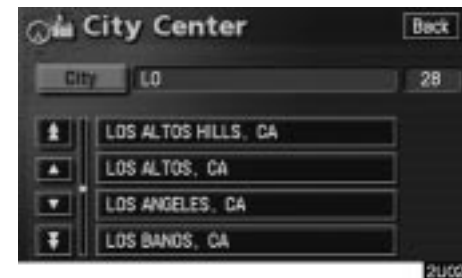 City Center
Back
City
LO
28
LOS ALTOS HILLS, CA
LOS ALTOS, CA
LOS ANGELES, CA
LOS BANOS, CA